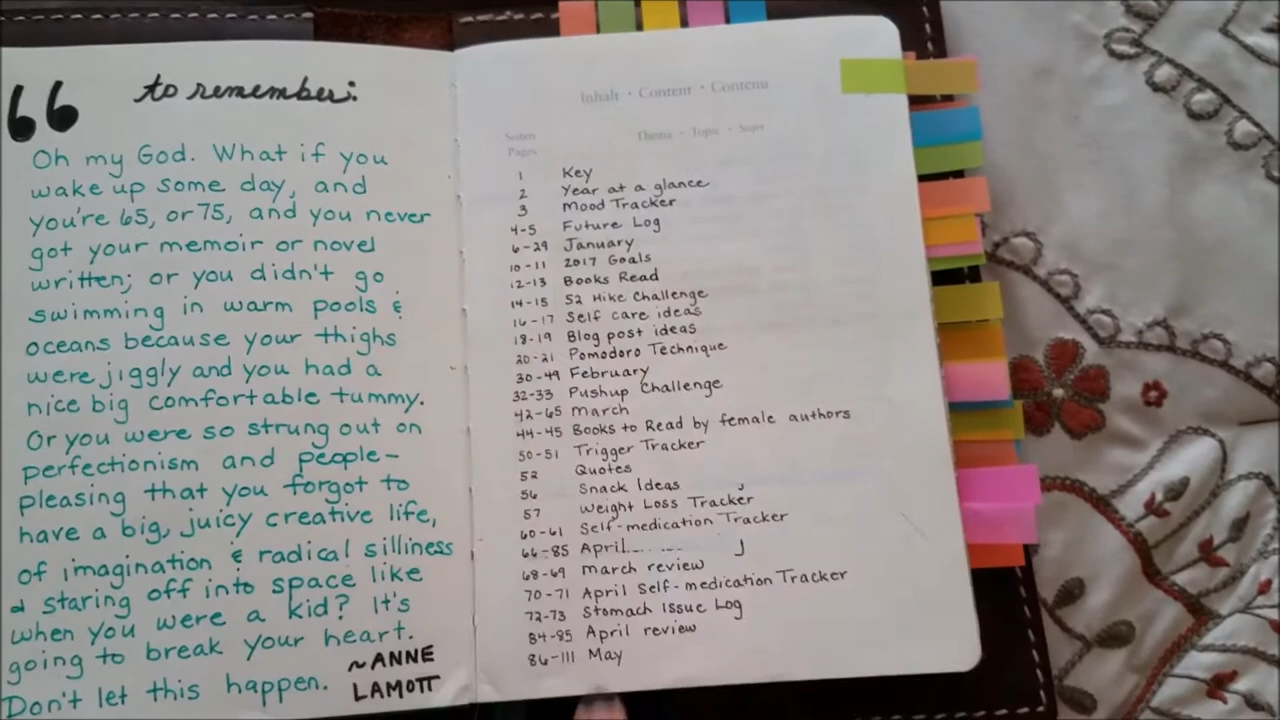 66 to remember:
Oh my God. What if you
wake up some day, and
you're 65, or 75, and you never
got your memoir or novel
written; or you didn't go
swimming in warm pools &
oceans because your thighs
were jiggly and you had a
nice big comfortable tummy.
Or you were so strung out on
perfectionism and people-
pleasing that you forgot to
have a big, juicy creative life,
of imagination & radical silliness
& staring off into space like
when you were a kid? It's
going to break your heart.
Don't let this happen.
~ANNE
LAMOTT
Inhalt · Content · Contenu
Seiten Thema · Topic · Sujet
Pages
1 Key
2 Year at a glance
3 Mood Tracker
4-5 Future Log
6-29 January
10-11 2017 Goals
12-13 Books Read
14-15 52 Hike Challenge
16-17 Self care ideas
18-19 Blog post ideas
20-21 Pomodoro Technique
30-49 February
32-33 Pushup Challenge
42-65 March
44-45 Books to Read by female authors
50-51 Trigger Tracker
52 Quotes
56 Snack Ideas
57 Weight Loss Tracker
60-61 Self-medication Tracker
66-85 April
68-69 march review
70-71 April Self-medication Tracker
72-73 Stomach Issue Log
84-85 April review
86-111 May